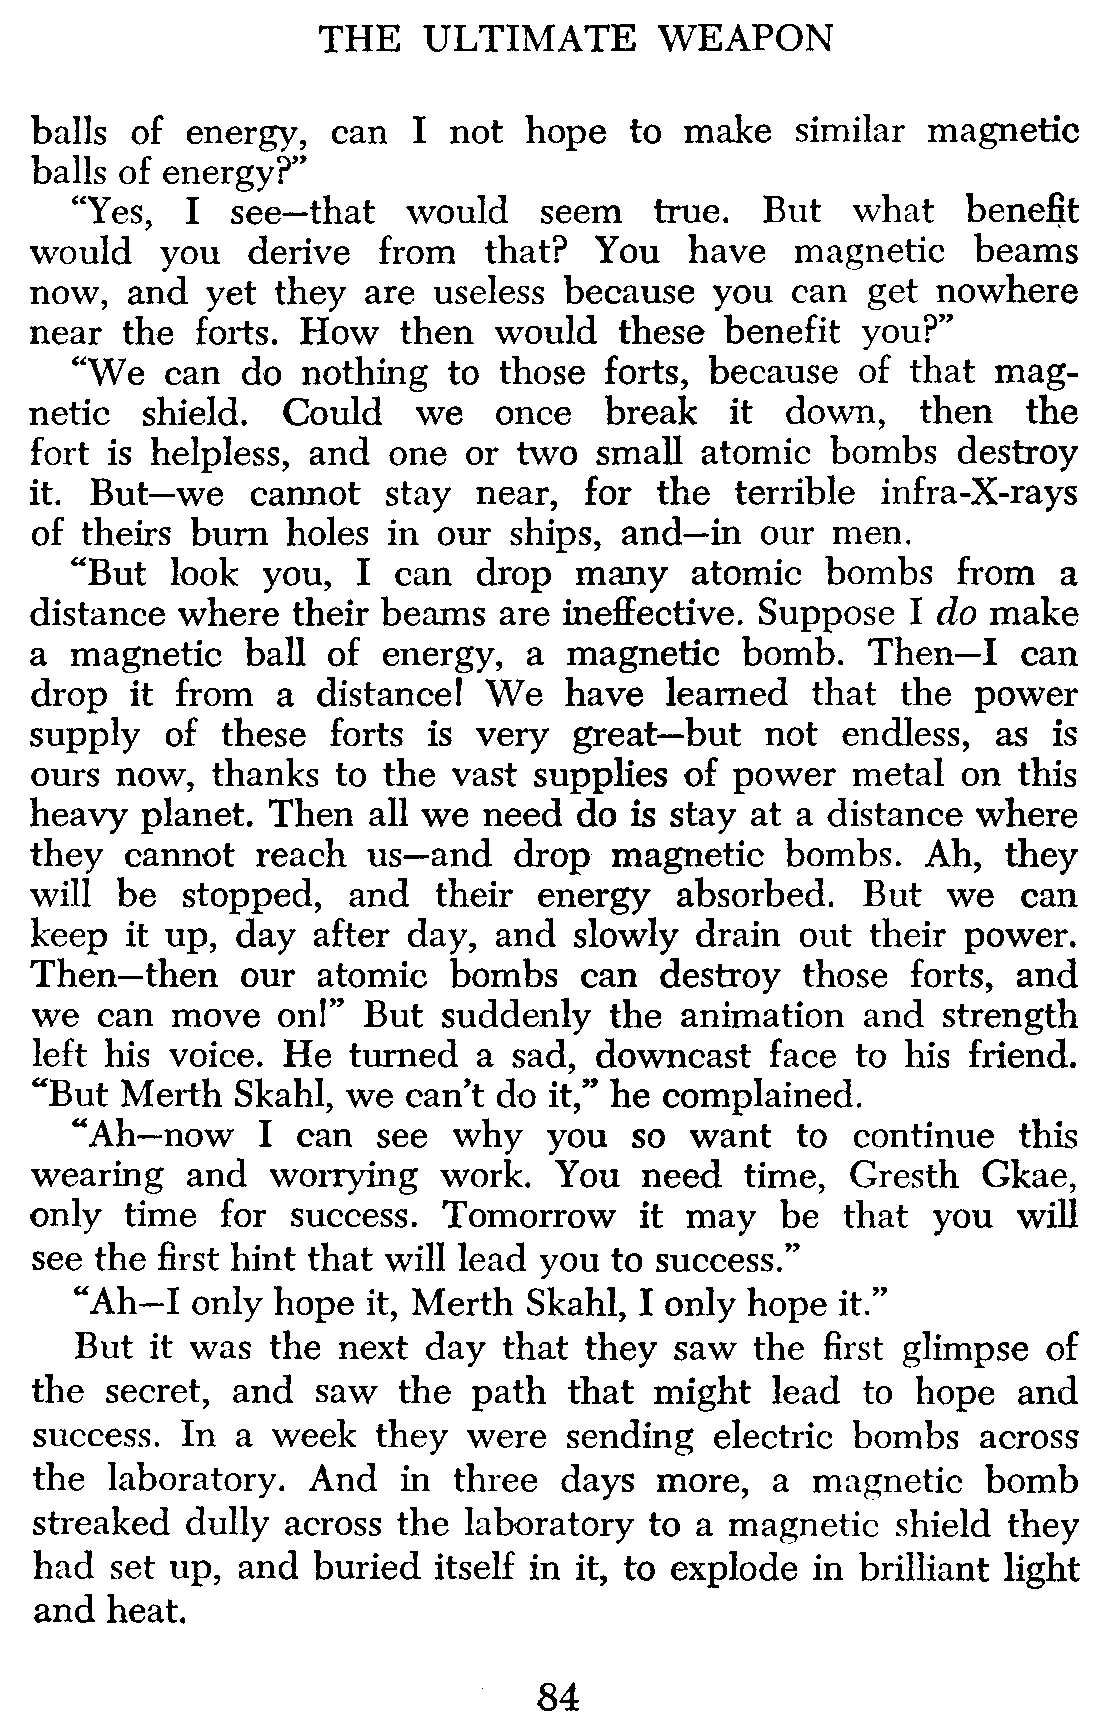 THE ULTIMATE WEAPON
balls of energy, can I not hope to make similar magnetic
balls of energy?”
“Yes, I see—that would seem true. But what benefit
would you derive from that? You have magnetic beams
now, and yet they are useless because you can get nowhere
near the forts. How then would these benefit you?”
“We can do nothing to those forts, because of that mag-
netic shield. Could we once break it down, then the
fort is helpless, and one or two small atomic bombs destroy
it. But—we cannot stay near, for the terrible infra-X-rays
of theirs burn holes in our ships, and—in our men.
“But look you, I can drop many atomic bombs from a
distance where their beams are ineffective. Suppose I do make
a magnetic ball of energy, a magnetic bomb. Then—I can
drop it from a distance! We have learned that the power
supply of these forts is very great—but not endless, as is
ours now, thanks to the vast supplies of power metal on this
heavy planet. Then all we need do is stay at a distance where
they cannot reach us—and drop magnetic bombs. Ah, they
will be stopped, and their energy absorbed. But we can
keep it up, day after day, and slowly drain out their power.
Then—then our atomic bombs can destroy those forts, and
we can move on!” But suddenly the animation and strength
left his voice. He turned a sad, downcast face to his friend.
“But Merth Skahl, we can't do it,” he complained.
“Ah—now I can see why you so want to continue this
wearing and worrying work. You need time, Gresth Gkae,
only time for success. Tomorrow it may be that you will
see the first hint that will lead you to success.”
“Ah—I only hope it, Merth Skahl, I only hope it.”
But it was the next day that they saw the first glimpse of
the secret, and saw the path that might lead to hope and
success. In a week they were sending electric bombs across
the laboratory. And in three days more, a magnetic bomb
streaked dully across the laboratory to a magnetic shield they
had set up, and buried itself in it, to explode in brilliant light
and heat.
84